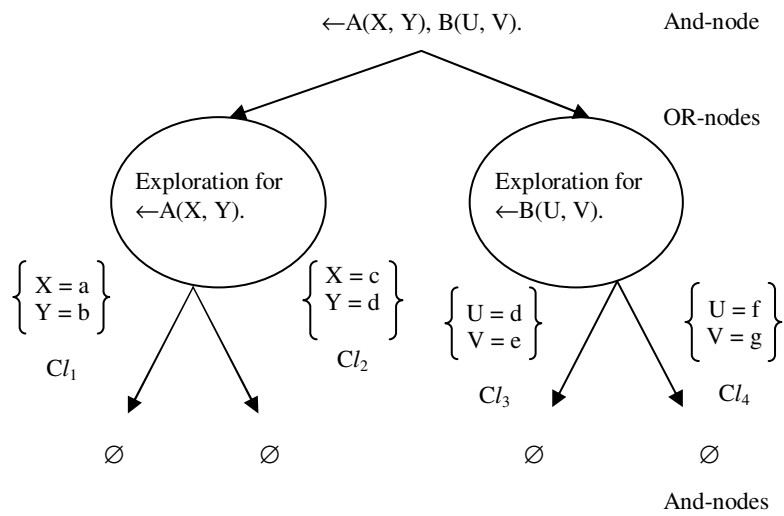 ←A(X, Y), B(U, V). And-node
OR-nodes
Exploration for
←A(X, Y).
Exploration for
←B(U, V).
X = a
Y = b
X = c
Y = d
U = d
V = e
U = f
V = g
Cl1
Cl2
Cl3
Cl4
∅ ∅ ∅ ∅
And-nodes